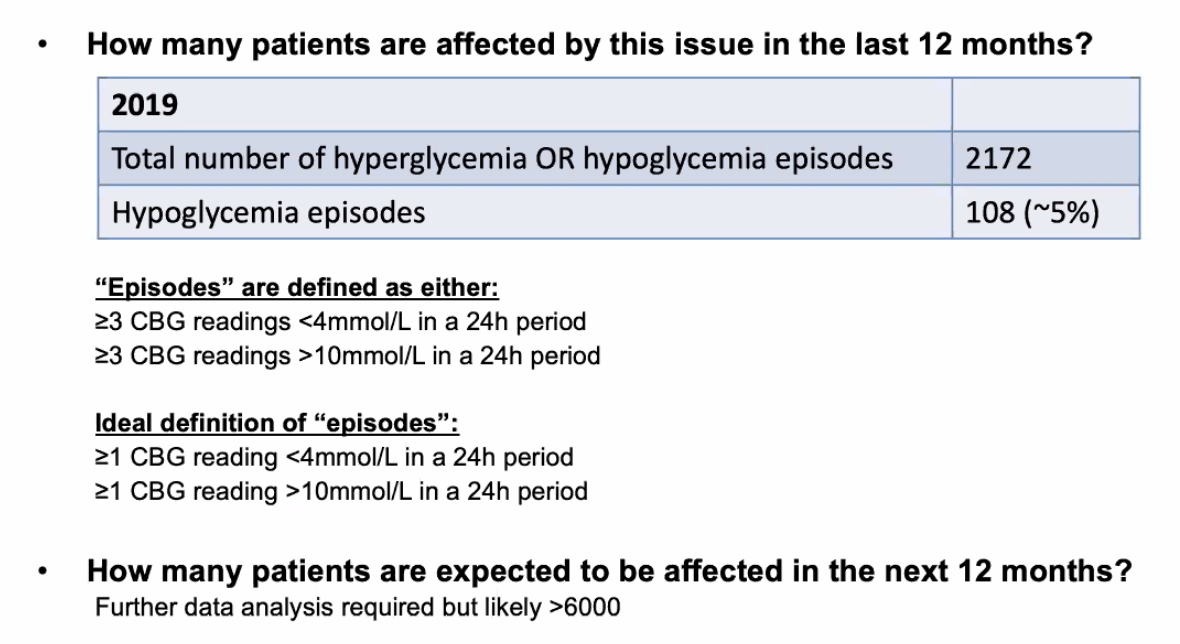 • How many patients are affected by this issue in the last 12 months?
2019
Total number of hyperglycemia OR hypoglycemia episodes 2172
Hypoglycemia episodes 108 (~5%)
“Episodes” are defined as either:
≥3 CBG readings <4mmol/L in a 24h period
≥3 CBG readings >10mmol/L in a 24h period
Ideal definition of “episodes”:
≥1 CBG reading <4mmol/L in a 24h period
≥1 CBG reading >10mmol/L in a 24h period
• How many patients are expected to be affected in the next 12 months?
Further data analysis required but likely >6000